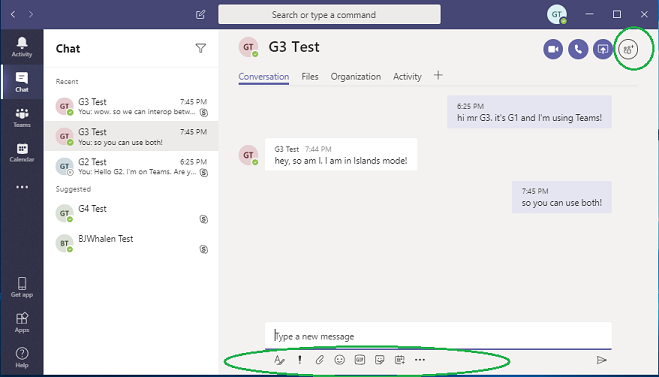 Search or type a command
GT
Activity
Chat
Teams
Calendar
Get app
Apps
Help
Chat
Recent
GT
G3 Test
7:45 PM
You: wow. so we can interop betw...
GT
G3 Test
7:45 PM
You: so you can use both!
GT
G2 Test
6:25 PM
You: Hello G2. I'm on Teams. Are y...
Suggested
GT
G4 Test
BT
BJWhalen Test
GT
G3 Test
Conversation
Files
Organization
Activity
6:25 PM
hi mr G3. it's G1 and I'm using Teams!
GT
G3 Test 7:44 PM
hey, so am I. I am in Islands mode!
7:45 PM
so you can use both!
Type a new message
GIF